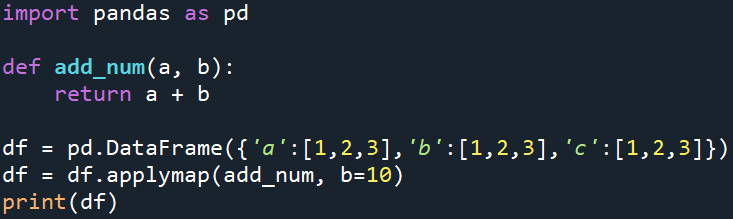 import pandas as pd
def add_num(a, b):
    return a + b
df = pd.DataFrame({'a':[1,2,3],'b':[1,2,3],'c':[1,2,3]})
df = df.applymap(add_num, b=10)
print(df)